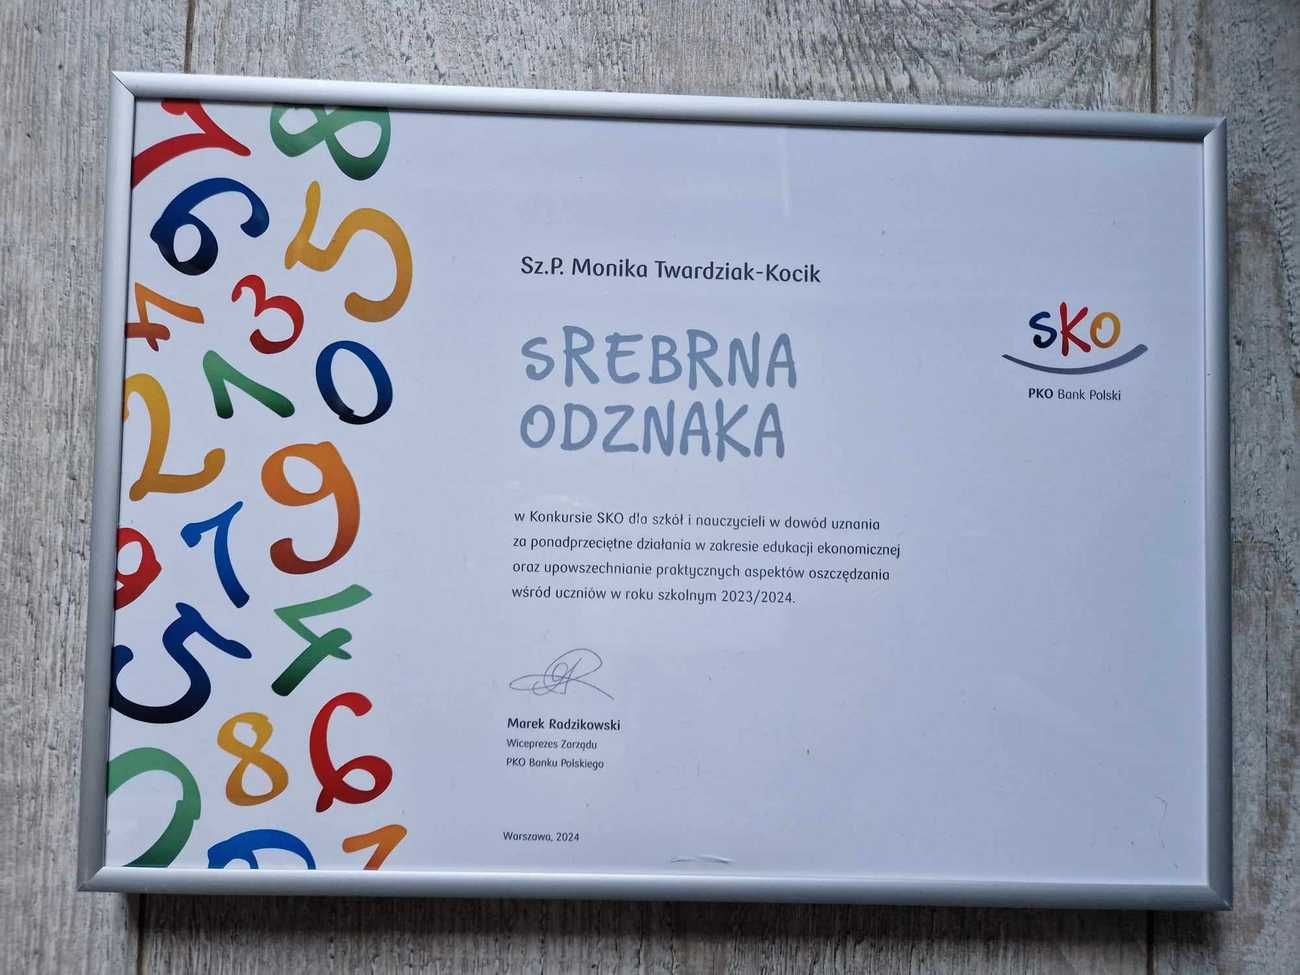 Sz.P. Monika Twardziak-Kocik
SREBRNA
ODZNAKA
SKO
PKO Bank Polski
w Konkursie SKO dla szkół i nauczycieli w dowód uznania
za ponadprzeciętne działania w zakresie edukacji ekonomicznej
oraz upowszechnianie praktycznych aspektów oszczędzania
wśród uczniów w roku szkolnym 2023/2024.
Marek Radzikowski
Wiceprezes Zarządu
PKO Banku Polskiego
Warszawa, 2024